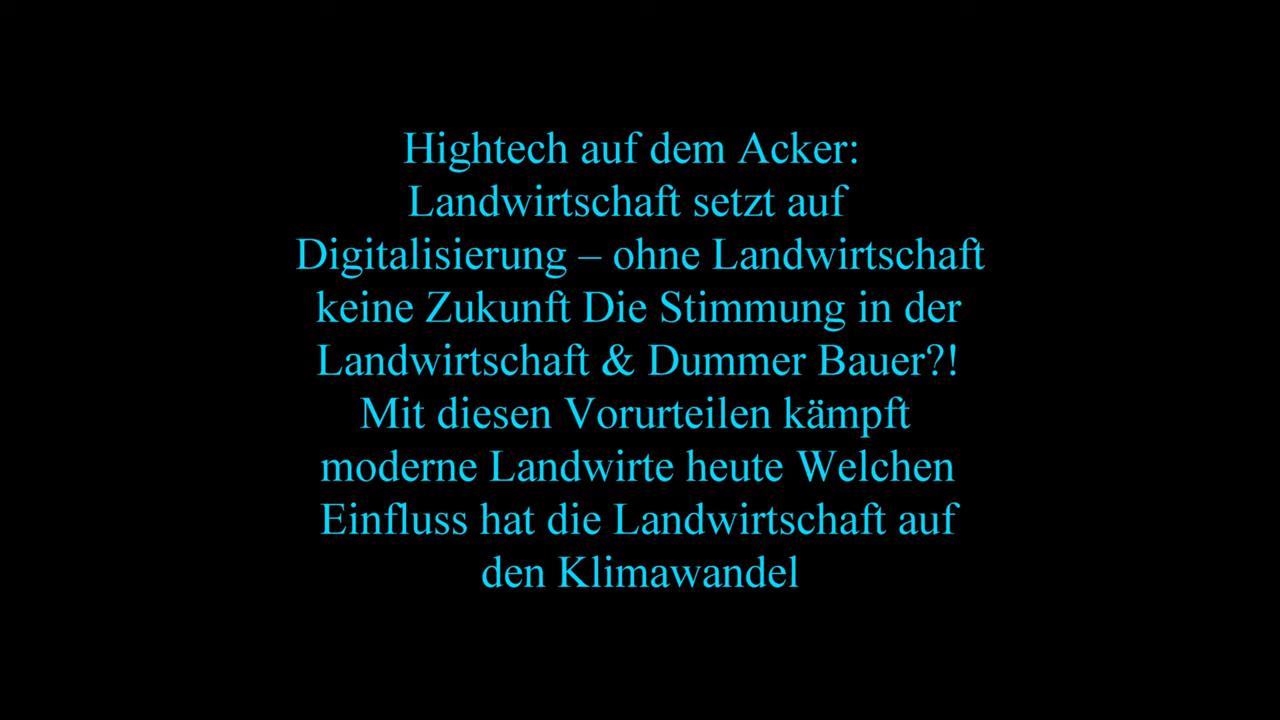 Hightech auf dem Acker:
Landwirtschaft setzt auf
Digitalisierung – ohne Landwirtschaft
keine Zukunft Die Stimmung in der
Landwirtschaft & Dummer Bauer?!
Mit diesen Vorurteilen kämpft
moderne Landwirte heute Welchen
Einfluss hat die Landwirtschaft auf
den Klimawandel